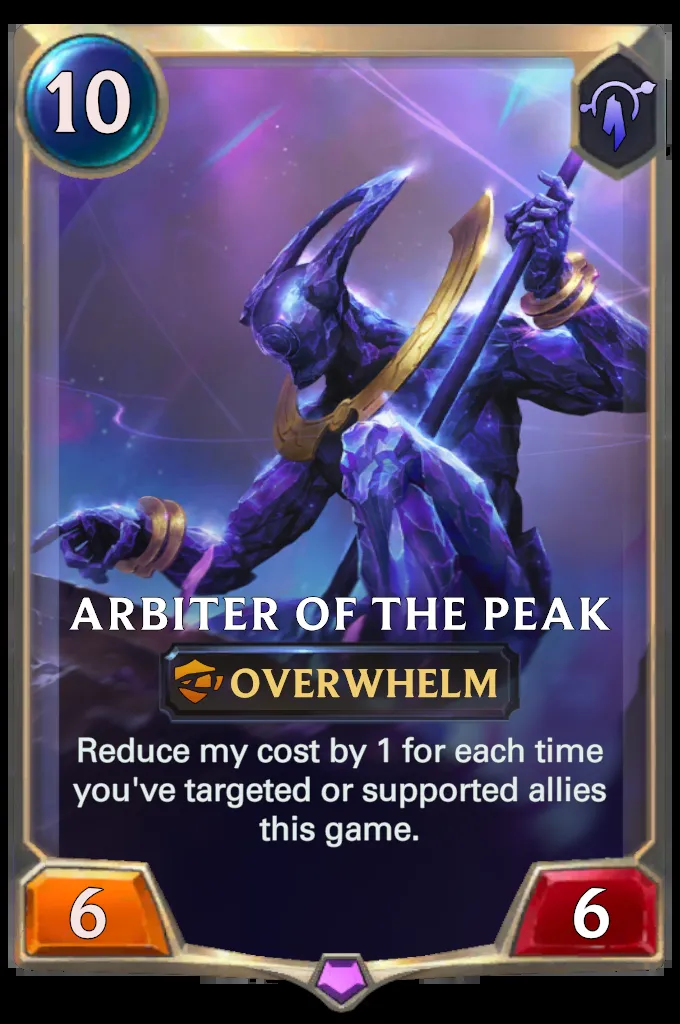 10
ARBITER OF THE PEAK
OVERWHELM
Reduce my cost by 1 for each time
you've targeted or supported allies
this game.
6 6